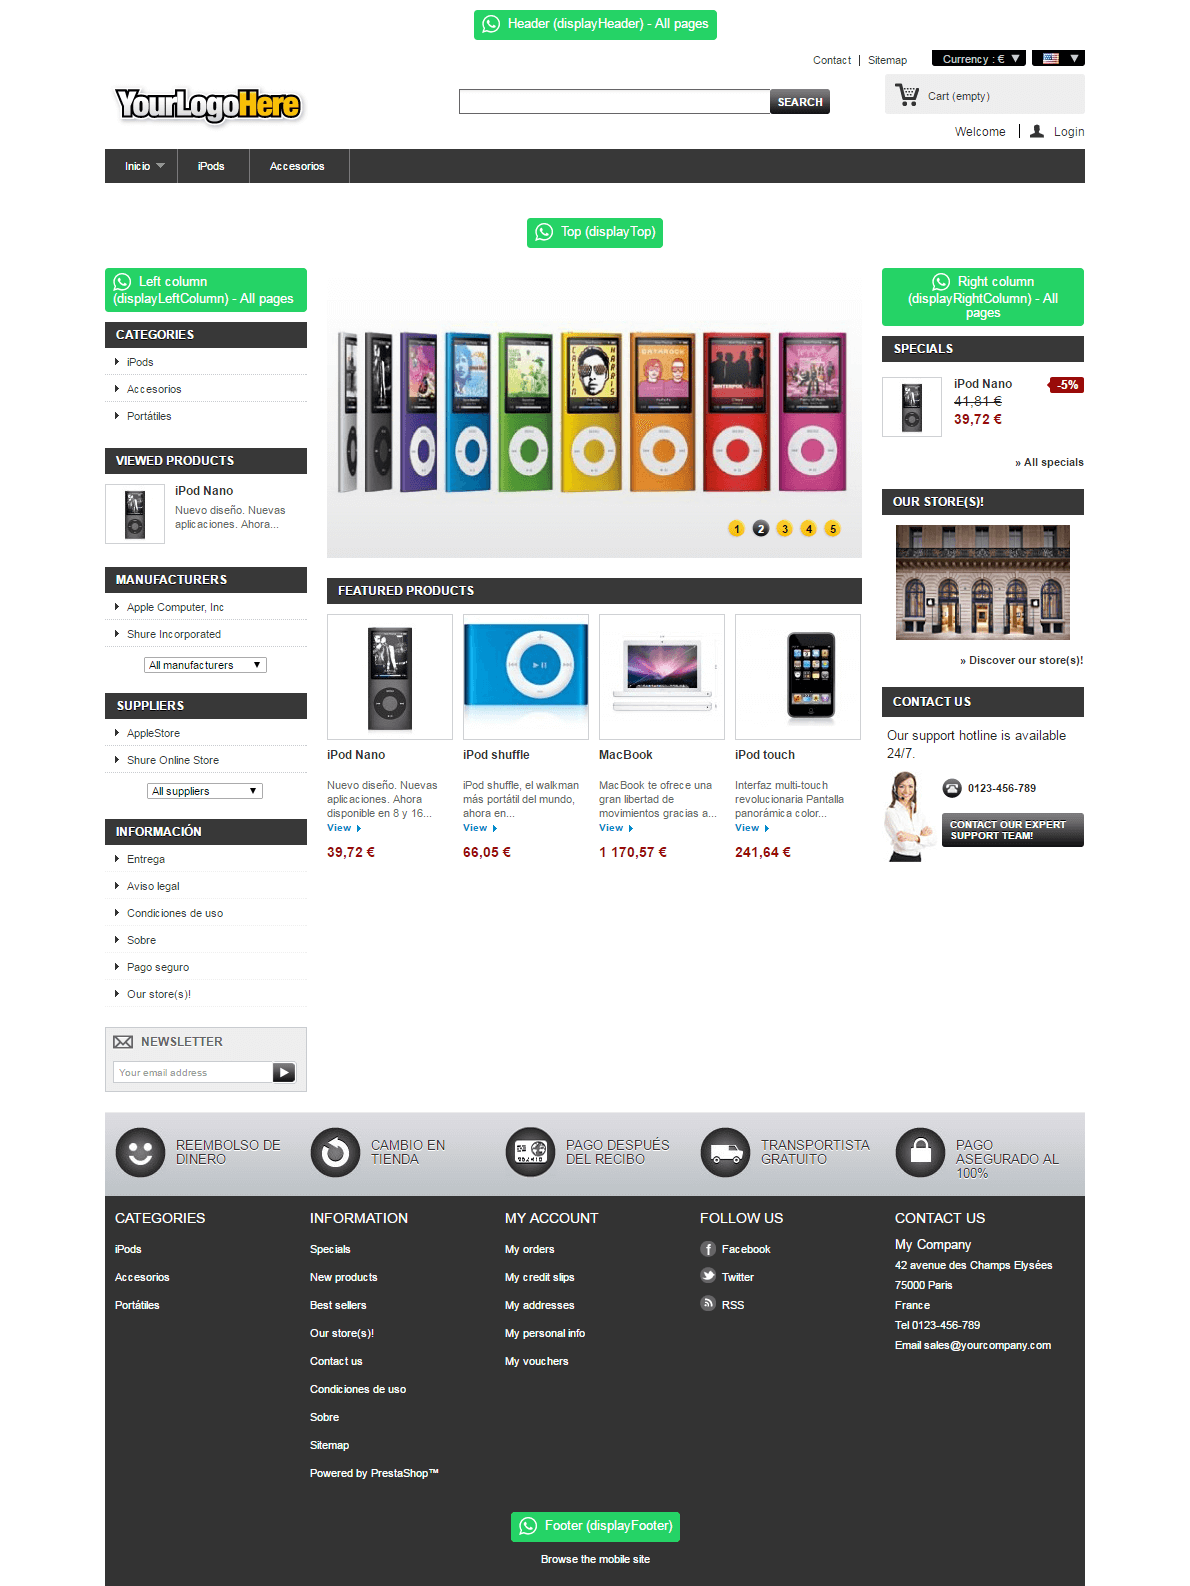 Header (displayHeader) - All pages
Contact
Sitemap
Currency : €
YourLogoHere
SEARCH
Cart (empty)
Welcome
Login
Inicio
iPods
Accesorios
Top (displayTop)
Left column
(displayLeftColumn) - All pages
CATEGORIES
iPods
Accesorios
Portátiles
VIEWED PRODUCTS
iPod Nano
Nuevo diseño. Nuevas
aplicaciones. Ahora...
MANUFACTURERS
Apple Computer, Inc
Shure Incorporated
All manufacturers
SUPPLIERS
AppleStore
Shure Online Store
All suppliers
INFORMACIÓN
Entrega
Aviso legal
Condiciones de uso
Sobre
Pago seguro
Our store(s)!
NEWSLETTER
Your email address
CALVIN
HARRIS
DATAROCK
INTERPOL
MENU
1
2
3
4
5
FEATURED PRODUCTS
iPod Nano
Nuevo diseño. Nuevas
aplicaciones. Ahora
disponible en 8 y 16...
View
39,72 €
iPod shuffle
iPod shuffle, el walkman
más portátil del mundo,
ahora en...
View
66,05 €
MacBook
MacBook te ofrece una
gran libertad de
movimientos gracias a...
View
1 170,57 €
iPod touch
Interfaz multi-touch
revolucionaria Pantalla
panorámica color...
View
241,64 €
Right column
(displayRightColumn) - All
pages
SPECIALS
iPod Nano
-5%
41,81 €
39,72 €
» All specials
OUR STORE(S)!
» Discover our store(s)!
CONTACT US
Our support hotline is available
24/7.
0123-456-789
CONTACT OUR EXPERT
SUPPORT TEAM!
REEMBOLSO DE
DINERO
CAMBIO EN
TIENDA
PAGO DESPUÉS
DEL RECIBO
TRANSPORTISTA
GRATUITO
PAGO
ASEGURADO AL
100%
CATEGORIES
iPods
Accesorios
Portátiles
INFORMATION
Specials
New products
Best sellers
Our store(s)!
Contact us
Condiciones de uso
Sobre
Sitemap
Powered by PrestaShop™
MY ACCOUNT
My orders
My credit slips
My addresses
My personal info
My vouchers
FOLLOW US
Facebook
Twitter
RSS
CONTACT US
My Company
42 avenue des Champs Elysées
75000 Paris
France
Tel 0123-456-789
Email sales@yourcompany.com
Footer (displayFooter)
Browse the mobile site